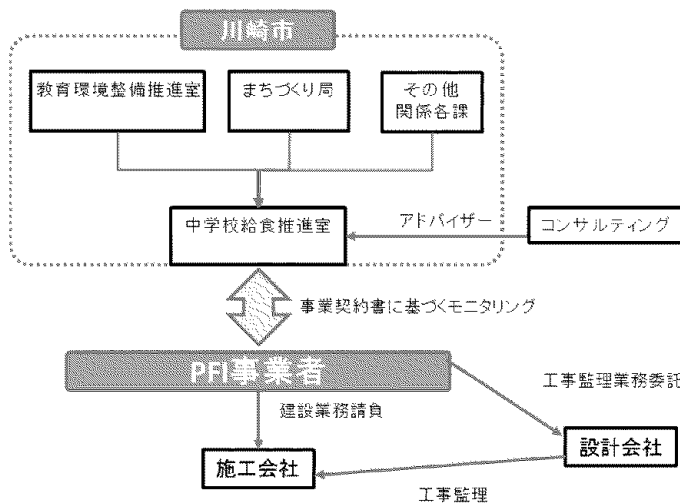 川崎市
教育環境整備推進室
まちづくり局
その他
関係各課
中学校給食推進室
アドバイザー
コンサルティング
事業契約書に基づくモニタリング
PFI事業者
工事監理業務委託
建設業務請負
設計会社
施工会社
工事監理